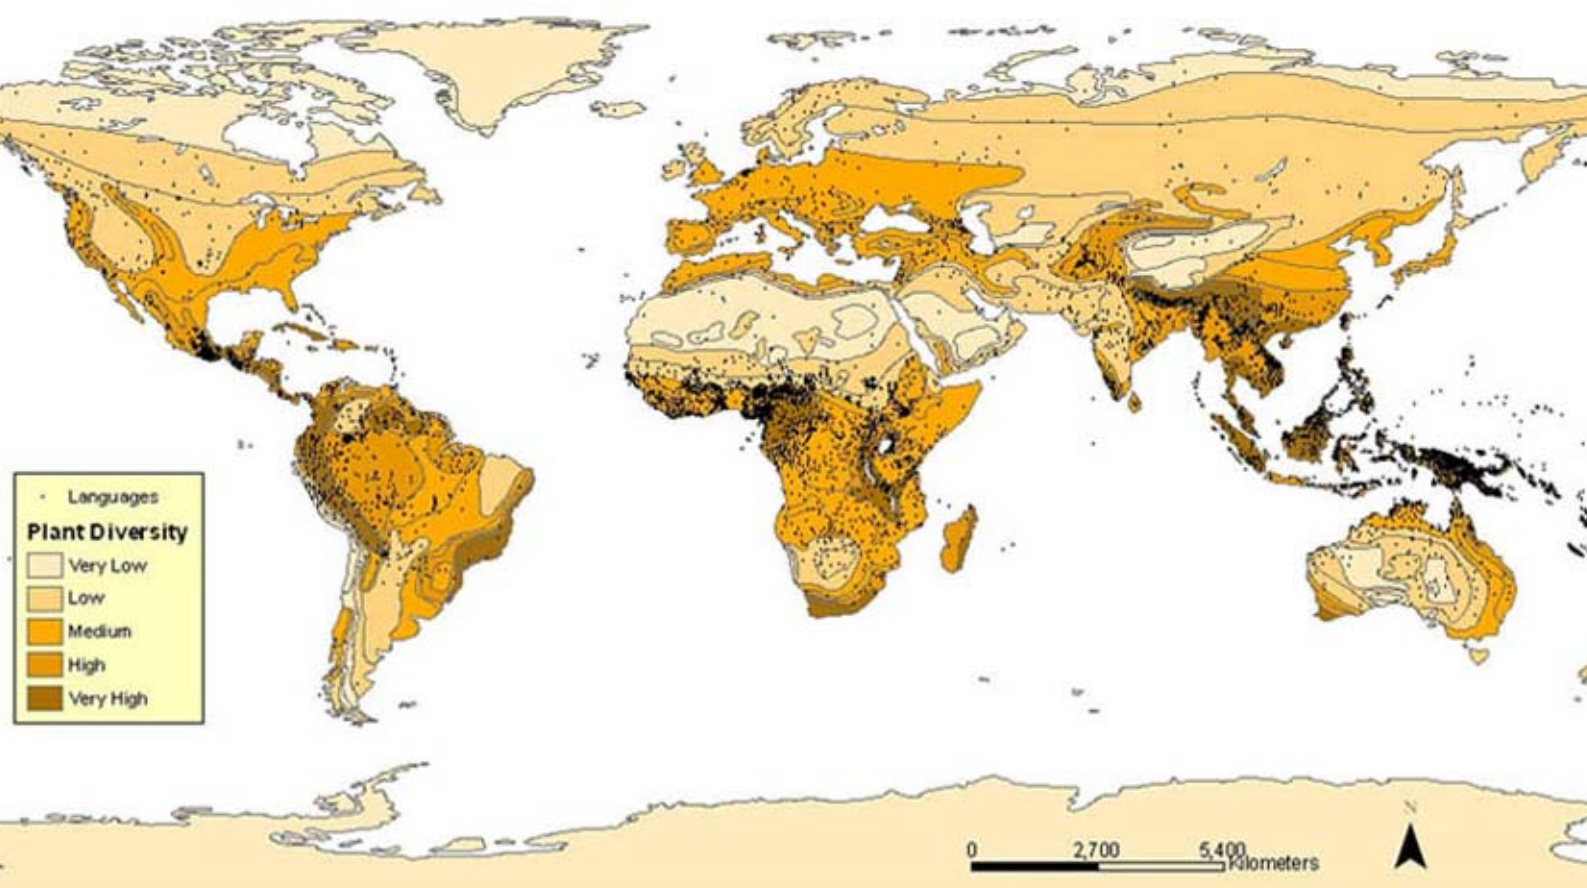 Languages
Plant Diversity
Very Low
Low
Medium
High
Very High
N
0 2,700 5,400
Kilometers